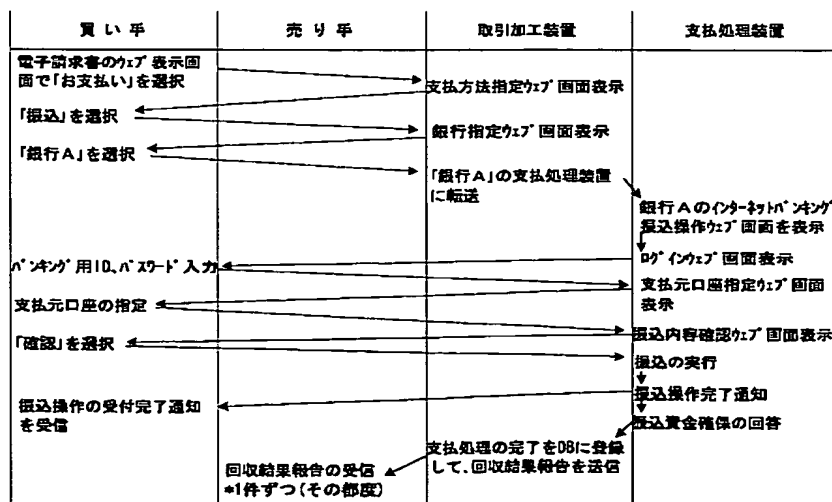 買い手
売り手
取引加工装置
支払処理装置
電子請求書のウェブ表示画
面で「お支払い」を選択
支払方法指定ウェブ画面表示
「振込」を選択
銀行指定ウェブ画面表示
「銀行A」を選択
「銀行A」の支払処理装置
に転送
銀行Aのインターネットバンキング
振込操作ウェブ画面を表示
ログインウェブ画面表示
バンキング用ID、パスワード入力
支払元口座指定ウェブ画面
表示
支払元口座の指定
振込内容確認ウェブ画面表示
「確認」を選択
振込の実行
振込操作完了通知
振込操作の受付完了通知
を受信
振込資金確保の回答
支払処理の完了をDBに登録
して、回収結果報告を送信
回収結果報告の受信
*1件ずつ(その都度)